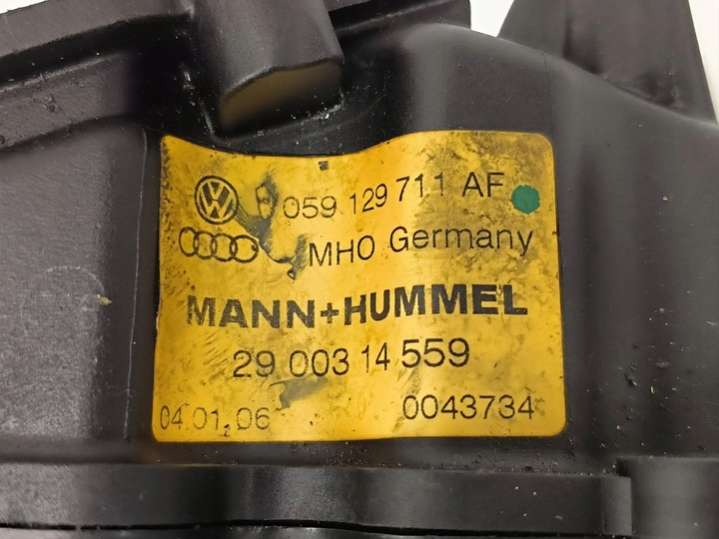 059 129 711 AF
MHO Germany
MANN+HUMMEL
29 003 14 559
04.01.06 0043734